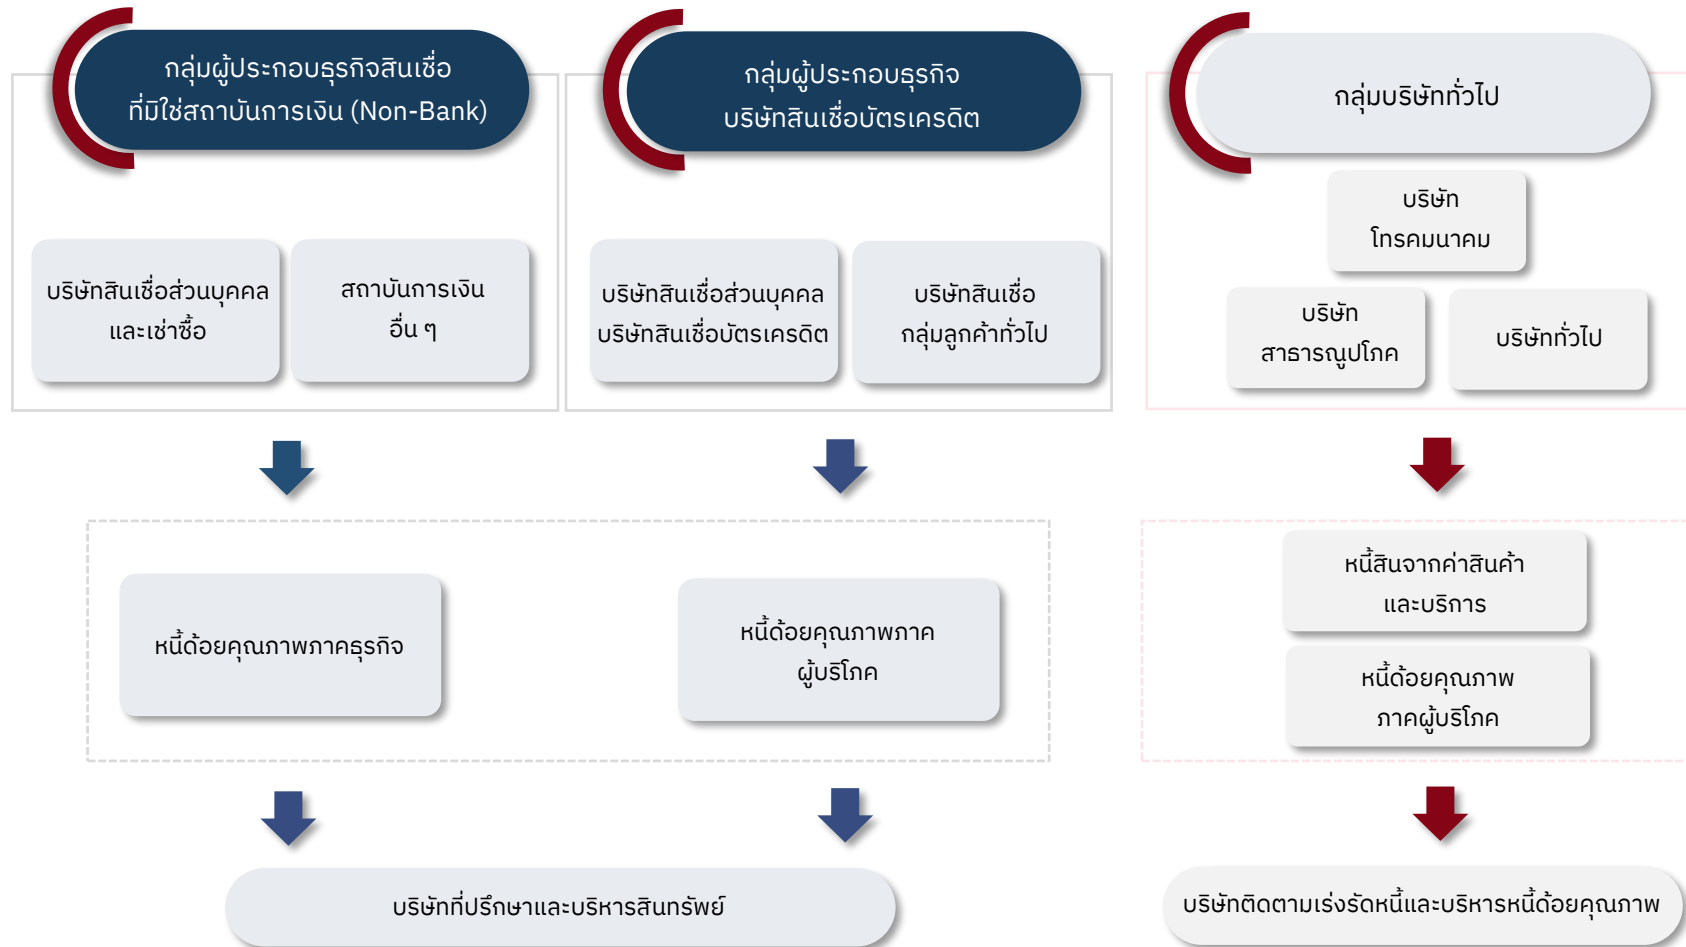 กลุ่มผู้ประกอบธุรกิจสินเชื่อ
ที่มิใช่สถาบันการเงิน (Non-Bank)
กลุ่มผู้ประกอบธุรกิจ
บริษัทสินเชื่อบัตรเครดิต
กลุ่มบริษัททั่วไป
บริษัทสินเชื่อส่วนบุคคล
และเช่าซื้อ
สถาบันการเงิน
อื่น ๆ
บริษัทสินเชื่อส่วนบุคคล
บริษัทสินเชื่อบัตรเครดิต
บริษัทสินเชื่อ
กลุ่มลูกค้าทั่วไป
บริษัท
โทรคมนาคม
บริษัท
สาธารณูปโภค
บริษัททั่วไป
หนี้ด้อยคุณภาพภาคธุรกิจ
หนี้ด้อยคุณภาพภาค
ผู้บริโภค
หนี้สินจากค่าสินค้า
และบริการ
หนี้ด้อยคุณภาพ
ภาคผู้บริโภค
บริษัทที่ปรึกษาและบริหารสินทรัพย์
บริษัทติดตามเร่งรัดหนี้และบริหารหนี้ด้อยคุณภาพ